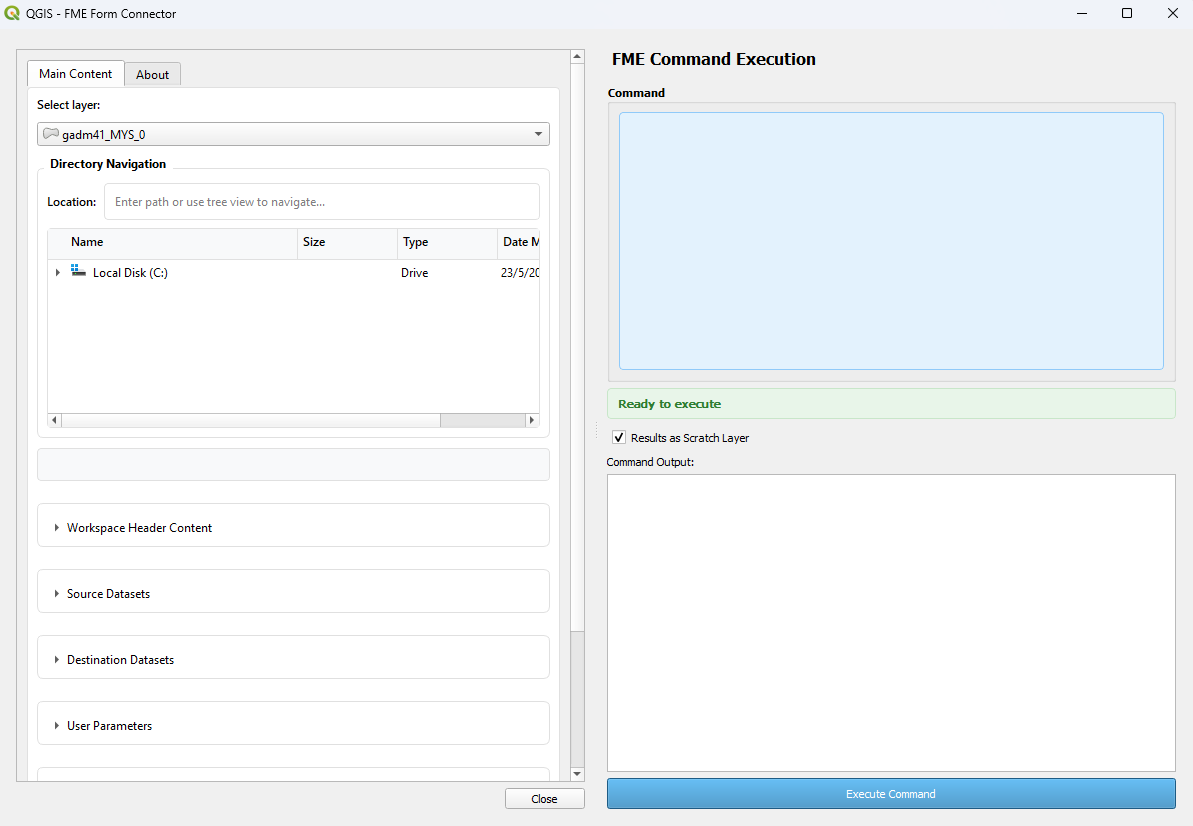 QGIS - FME Form Connector
Main Content
About
Select layer:
gadm41_MYS_0
Directory Navigation
Location:
Enter path or use tree view to navigate...
Name
Size
Type
Date M
Local Disk (C:)
Drive
23/5/20
Workspace Header Content
Source Datasets
Destination Datasets
User Parameters
Close
FME Command Execution
Command
Ready to execute
Results as Scratch Layer
Command Output:
Execute Command